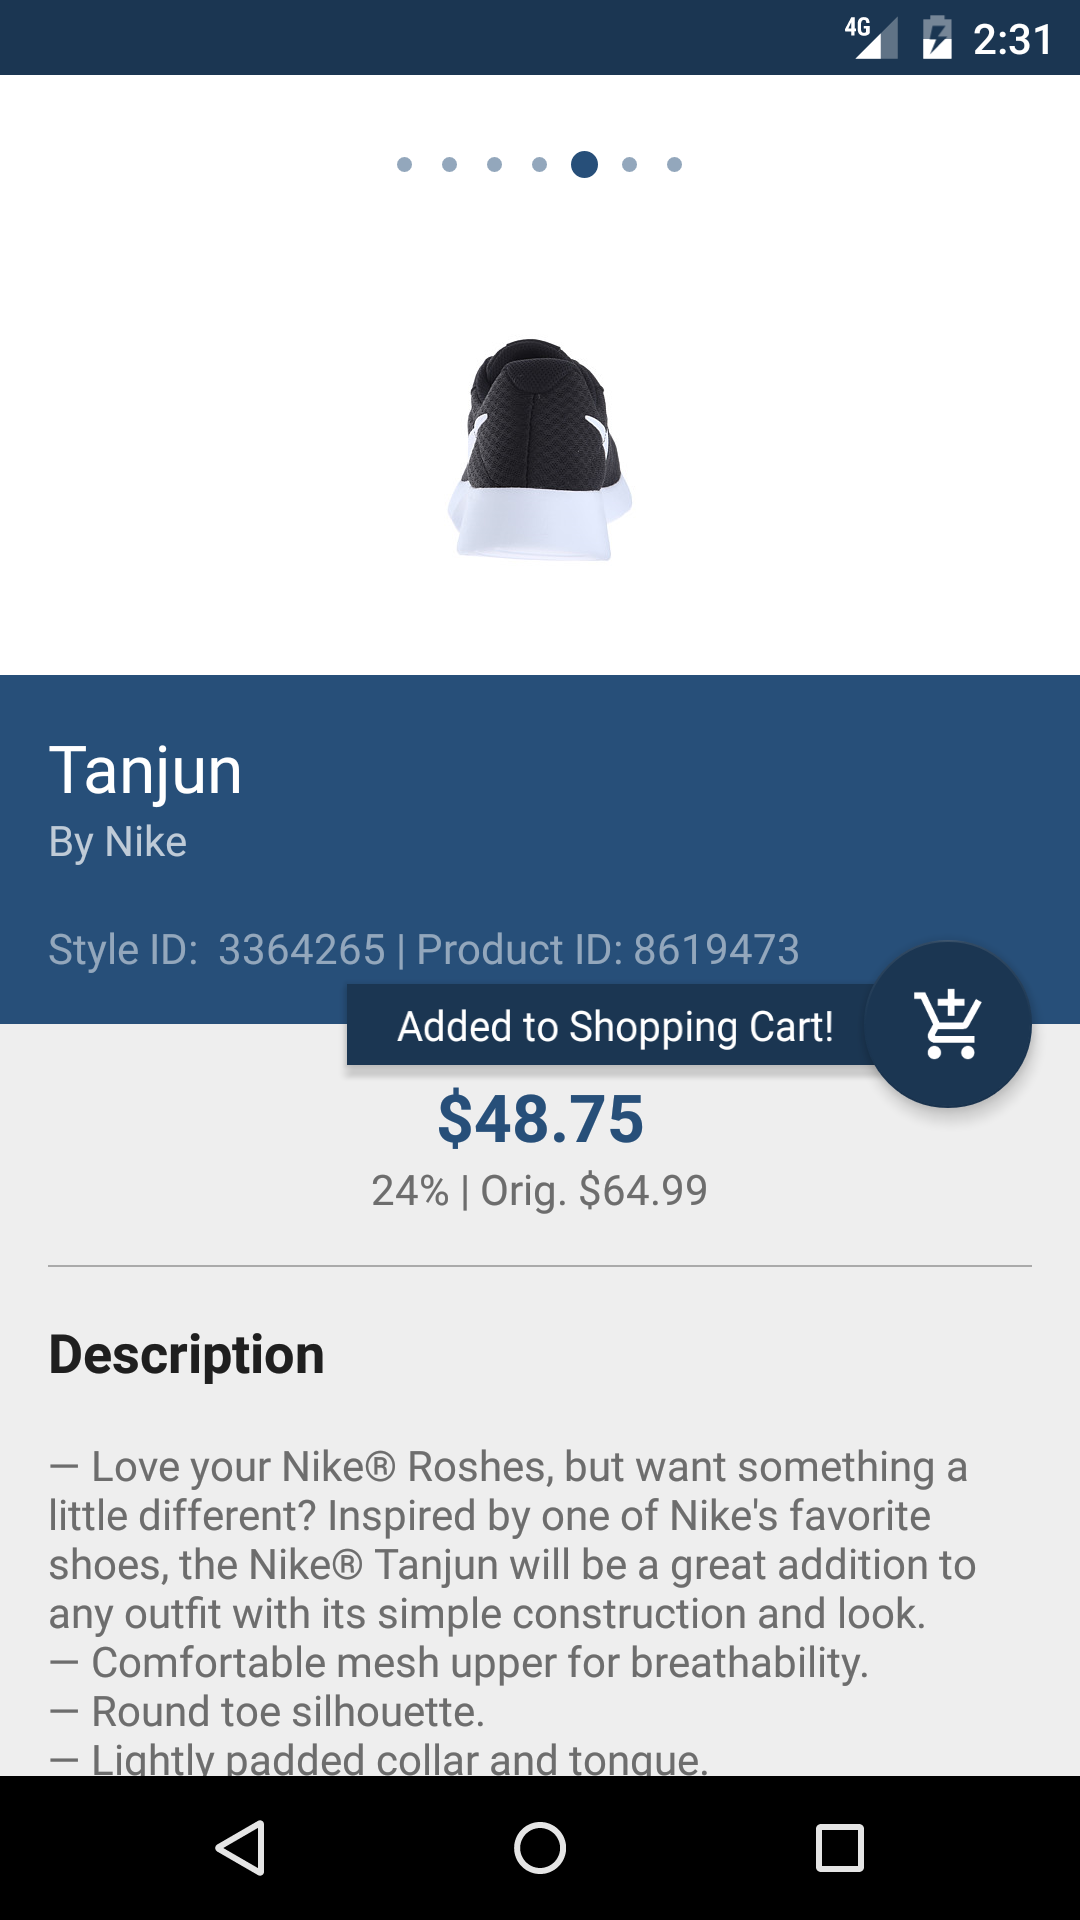 4G 2:31
Tanjun
By Nike
Style ID: 3364265 | Product ID: 8619473
Added to Shopping Cart!
$48.75
24% | Orig. $64.99
Description
— Love your Nike® Roshes, but want something a
little different? Inspired by one of Nike's favorite
shoes, the Nike® Tanjun will be a great addition to
any outfit with its simple construction and look.
— Comfortable mesh upper for breathability.
— Round toe silhouette.
— Lightly padded collar and tongue.